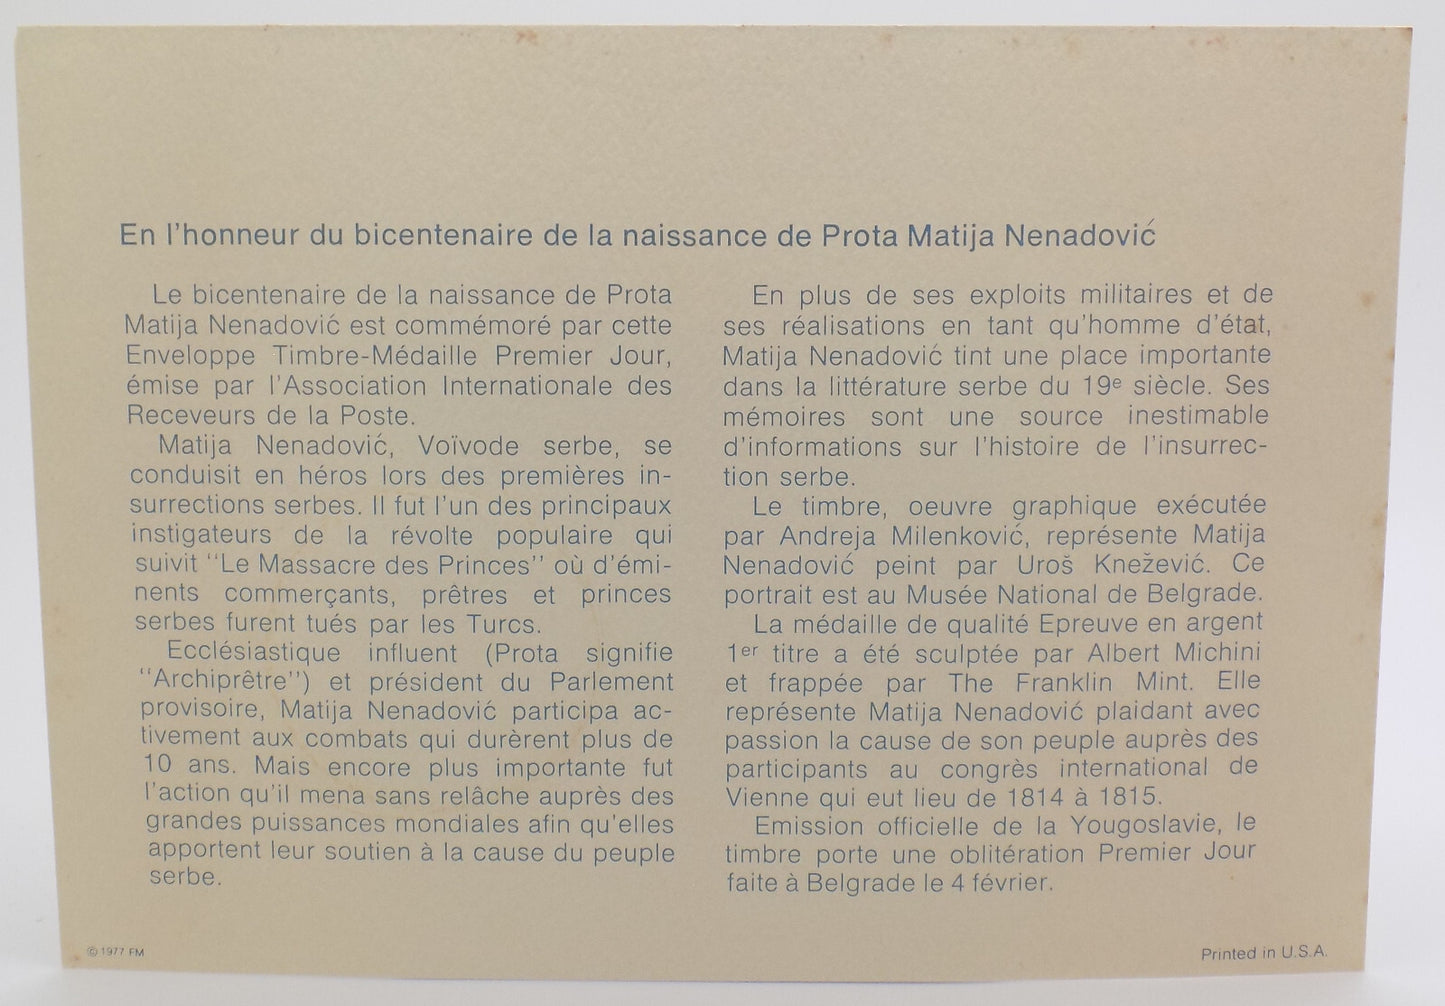 En l'honneur du bicentenaire de la naissance de Prota Matija Nenadović
Le bicentenaire de la naissance de Prota
Matija Nenadović est commémoré par cette
Enveloppe Timbre-Médaille Premier Jour,
émise par l'Association Internationale des
Receveurs de la Poste.
Matija Nenadović, Voïvode serbe, se
conduisit en héros lors des premières in-
surrections serbes. Il fut l'un des principaux
instigateurs de la révolte populaire qui
suivit "Le Massacre des Princes" où d'émi-
nents commerçants, prêtres et princes
serbes furent tués par les Turcs.
Ecclésiastique influent (Prota signifie
"Archiprêtre") et président du Parlement
provisoire, Matija Nenadović participa ac-
tivement aux combats qui durèrent plus de
10 ans. Mais encore plus importante fut
l'action qu'il mena sans relâche auprès des
grandes puissances mondiales afin qu'elles
apportent leur soutien à la cause du peuple
serbe.
En plus de ses exploits militaires et de
ses réalisations en tant qu'homme d'état,
Matija Nenadović tint une place importante
dans la littérature serbe du 19e siècle. Ses
mémoires sont une source inestimable
d'informations sur l'histoire de l'insurrec-
tion serbe.
Le timbre, oeuvre graphique exécutée
par Andreja Milenković, représente Matija
Nenadović peint par Uroš Knežević. Ce
portrait est au Musée National de Belgrade.
La médaille de qualité Epreuve en argent
1er titre a été sculptée par Albert Michini
et frappée par The Franklin Mint. Elle
représente Matija Nenadović plaidant avec
passion la cause de son peuple auprès des
participants au congrès international de
Vienne qui eut lieu de 1814 à 1815.
Emission officielle de la Yougoslavie, le
timbre porte une oblitération Premier Jour
faite à Belgrade le 4 février.
© 1977 FM
Printed in U.S.A.